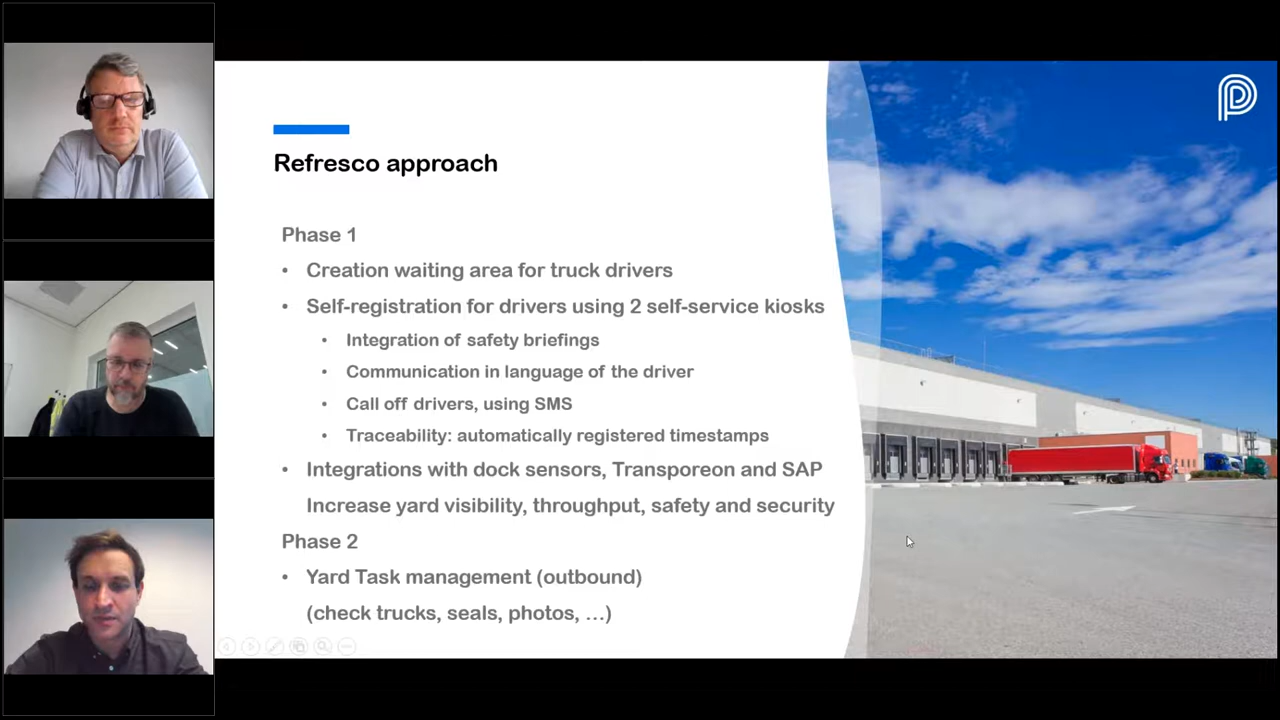 Refresco approach
Phase 1
• Creation waiting area for truck drivers
• Self-registration for drivers using 2 self-service kiosks
• Integration of safety briefings
• Communication in language of the driver
• Call off drivers, using SMS
• Traceability: automatically registered timestamps
• Integrations with dock sensors, Transporeon and SAP
Increase yard visibility, throughput, safety and security
Phase 2
• Yard Task management (outbound)
(check trucks, seals, photos, …)